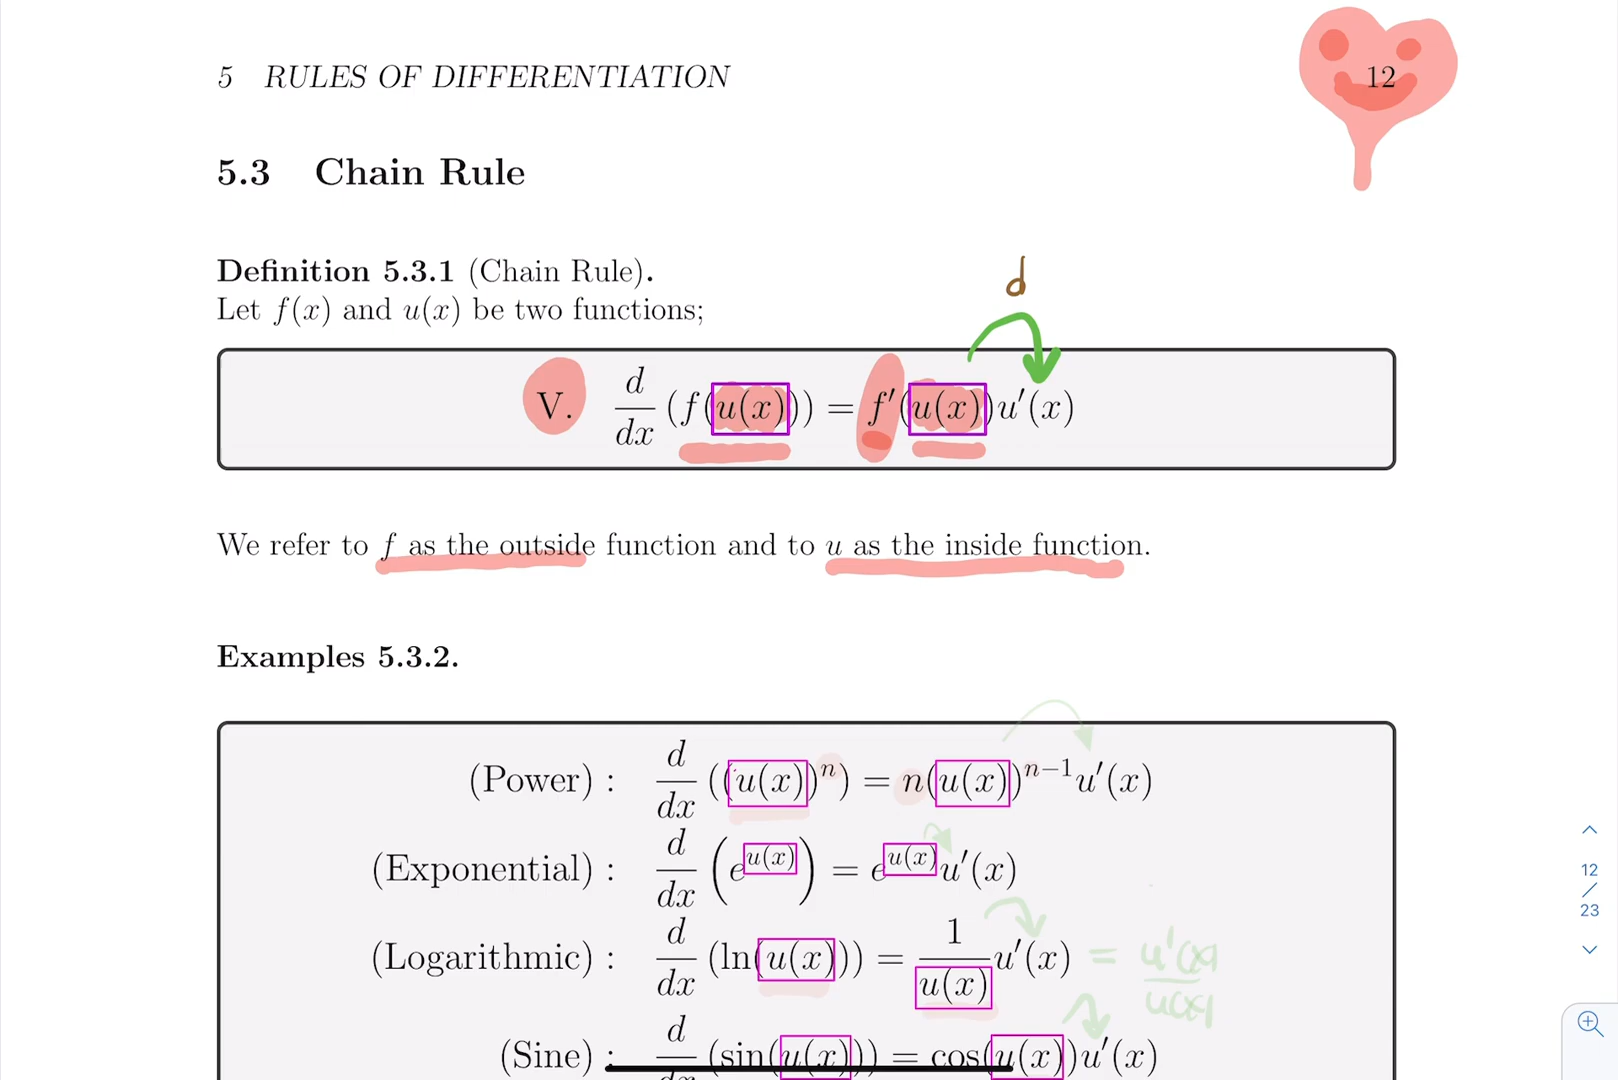 5 RULES OF DIFFERENTIATION 12
5.3 Chain Rule
Definition 5.3.1 (Chain Rule).
d
Let f(x) and u(x) be two functions;
V. d/dx (f(u(x))) = f′(u(x))u′(x)
We refer to f as the outside function and to u as the inside function.
Examples 5.3.2.
(Power) : d/dx ((u(x))^n) = n(u(x))^{n−1}u′(x)
(Exponential) : d/dx (e^{u(x)}) = e^{u(x)}u′(x)
(Logarithmic) : d/dx (ln(u(x))) = 1/u(x) u′(x) = u'(x)/u(x)
(Sine) : d/dx (sin(u(x))) = cos(u(x))u′(x)
12
/
23